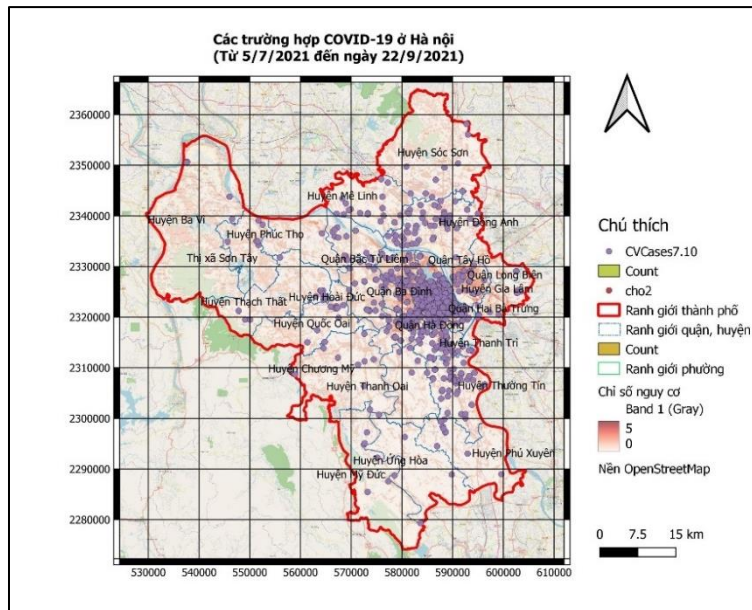 Các trường hợp COVID-19 ở Hà nội
(Từ 5/7/2021 đến ngày 22/9/2021)
2360000
2350000
2340000
2330000
2320000
2310000
2300000
2290000
2280000
Huyện Sóc Sơn
Huyện Mê Linh
Huyện Ba Vì
Huyện Phúc Thọ
Huyện Đông Anh
Thị xã Sơn Tây
Quận Bắc Từ Liêm
Quận Tây Hồ
Quận Long Biên
Huyện Thạch Thất
Huyện Hoài Đức
Quận Ba Đình
Huyện Gia Lâm
Quận Hai Bà Trưng
Huyện Quốc Oai
Quận Hà Đông
Huyện Thanh Trì
Huyện Chương Mỹ
Huyện Thanh Oai
Huyện Thường Tín
Huyện Ứng Hòa
Huyện Phú Xuyên
Huyện Mỹ Đức
530000 540000 550000 560000 570000 580000 590000 600000 610000
Chú thích
CVCases7.10
Count
cho2
Ranh giới thành phố
Ranh giới quận, huyện
Count
Ranh giới phường
Chỉ số nguy cơ
Band 1 (Gray)
5
0
Nền OpenStreetMap
0 7.5 15 km